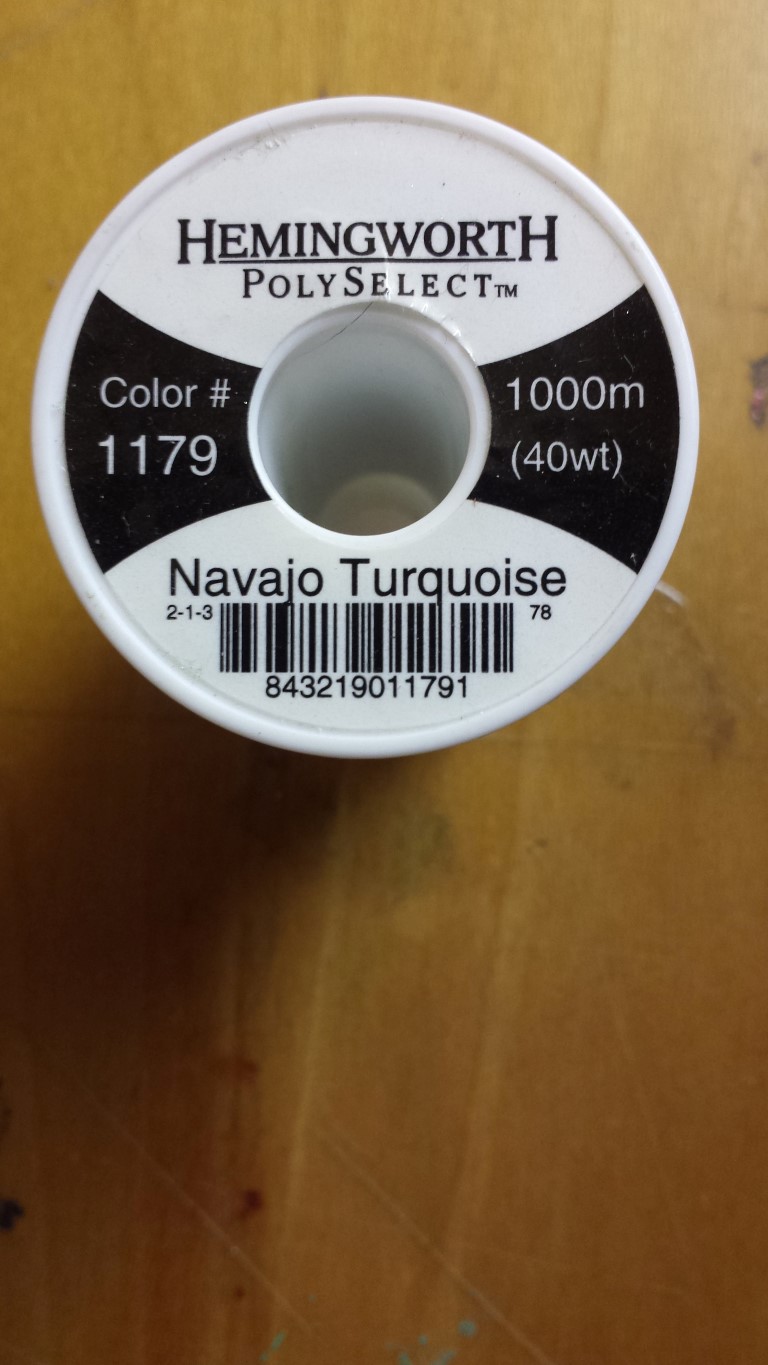 HEMINGWORTH
POLYSELECT™
Color #
1179
1000m
(40wt)
Navajo Turquoise
2-1-3
78
843219011791